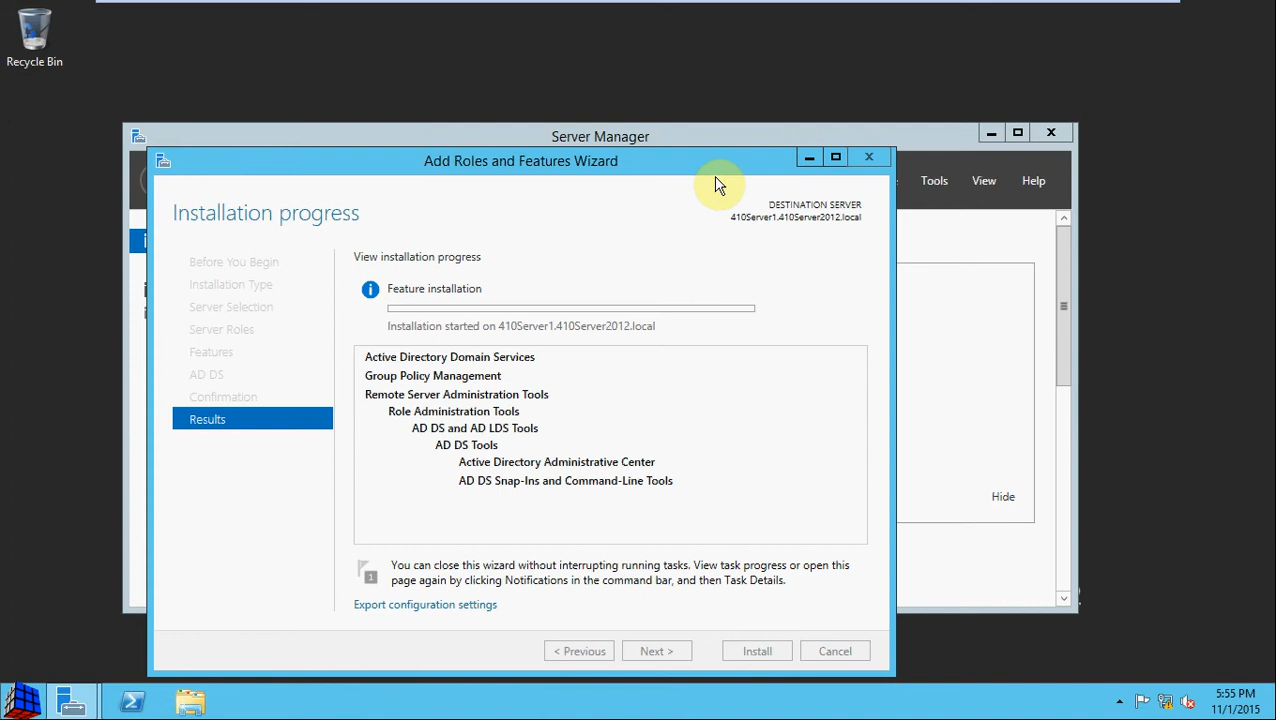 Recycle Bin
Server Manager
Add Roles and Features Wizard
Tools View Help
Installation progress
DESTINATION SERVER
410Server1.410Server2012.local
Before You Begin
Installation Type
Server Selection
Server Roles
Features
AD DS
Confirmation
Results
View installation progress
Feature installation
Installation started on 410Server1.410Server2012.local
Active Directory Domain Services
Group Policy Management
Remote Server Administration Tools
Role Administration Tools
AD DS and AD LDS Tools
AD DS Tools
Active Directory Administrative Center
AD DS Snap-Ins and Command-Line Tools
Hide
1
You can close this wizard without interrupting running tasks. View task progress or open this
page again by clicking Notifications in the command bar, and then Task Details.
Export configuration settings
< Previous Next > Install Cancel
5:55 PM
11/1/2015